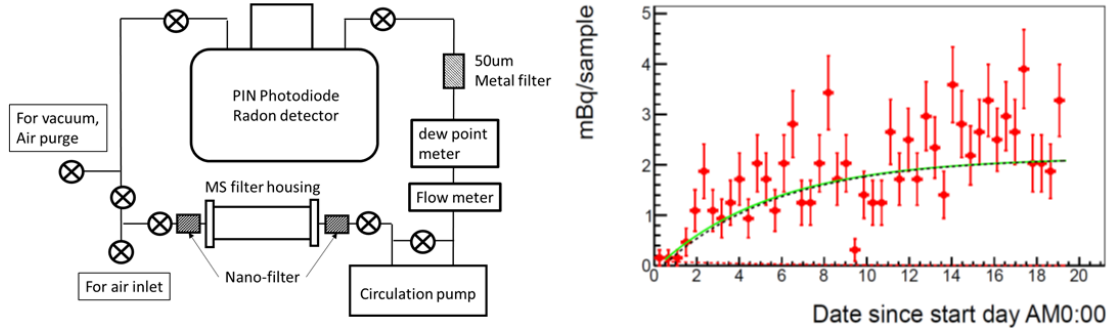 PIN Photodiode
Radon detector
50um
Metal filter
For vacuum,
Air purge
dew point
meter
MS filter housing
Flow meter
Nano-filter
For air inlet
Circulation pump
mBq/sample
5
4
3
2
1
0
0 2 4 6 8 10 12 14 16 18 20
Date since start day AM0:00